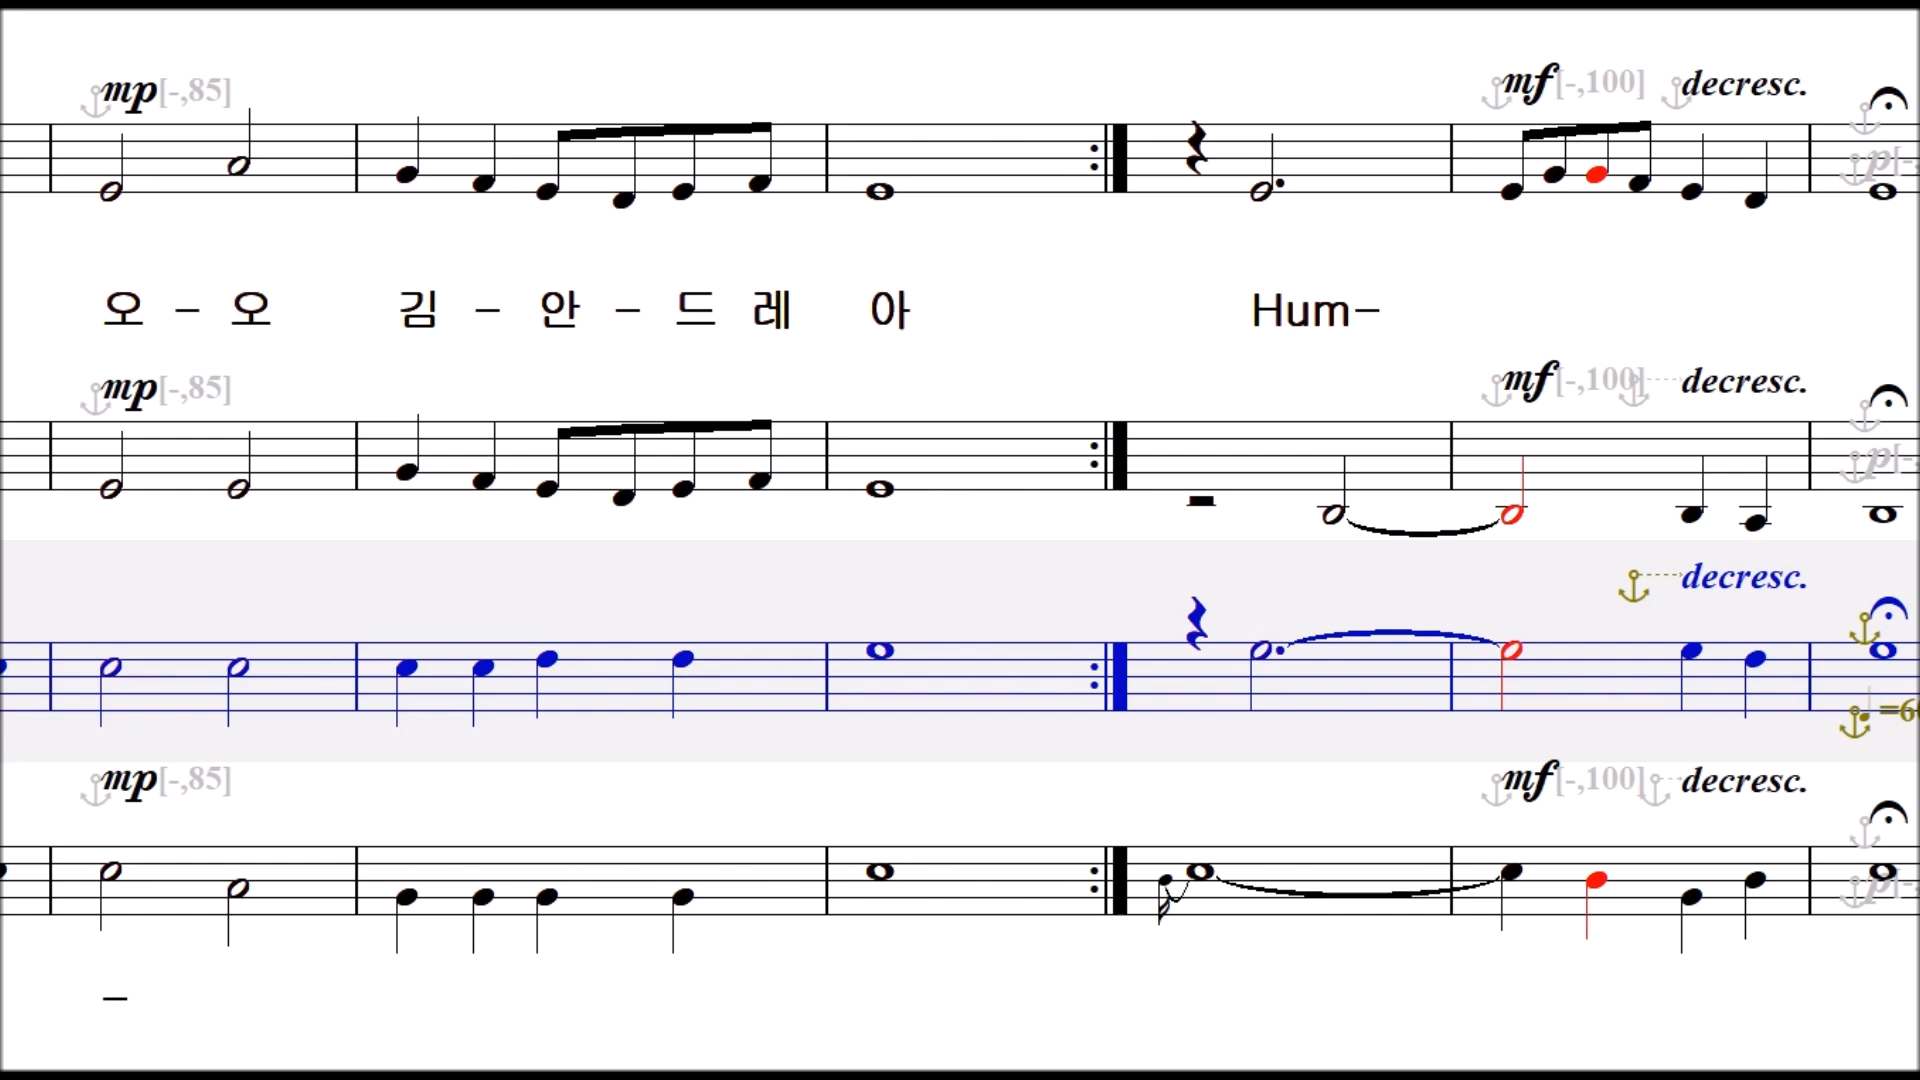 mp[-,85] mf[-,100] decresc.
p[-,
오 - 오 김 - 안 - 드 레 아 Hum-
mp[-,85] mf[-,100] decresc.
p[-,
decresc.
=60
mp[-,85] mf[-,100] decresc.
p[-,
-